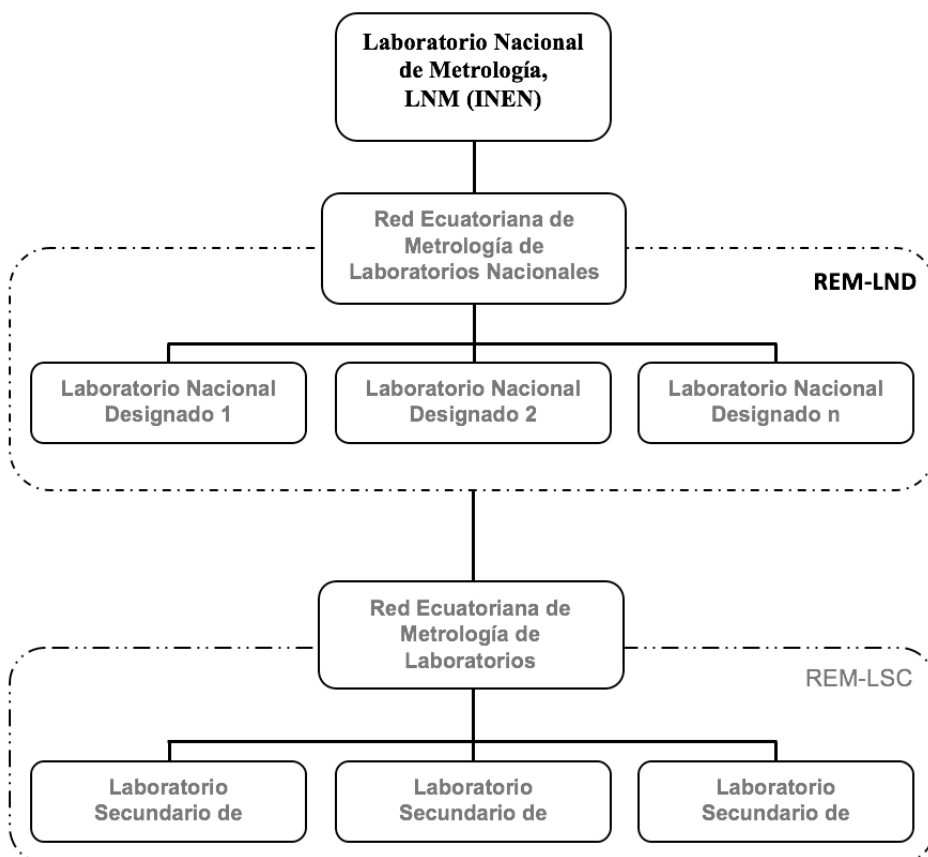 Laboratorio Nacional
de Metrología,
LNM (INEN)
Red Ecuatoriana de
Metrología de
Laboratorios Nacionales
REM-LND
Laboratorio Nacional
Designado 1
Laboratorio Nacional
Designado 2
Laboratorio Nacional
Designado n
Red Ecuatoriana de
Metrología de
Laboratorios
REM-LSC
Laboratorio
Secundario de
Laboratorio
Secundario de
Laboratorio
Secundario de